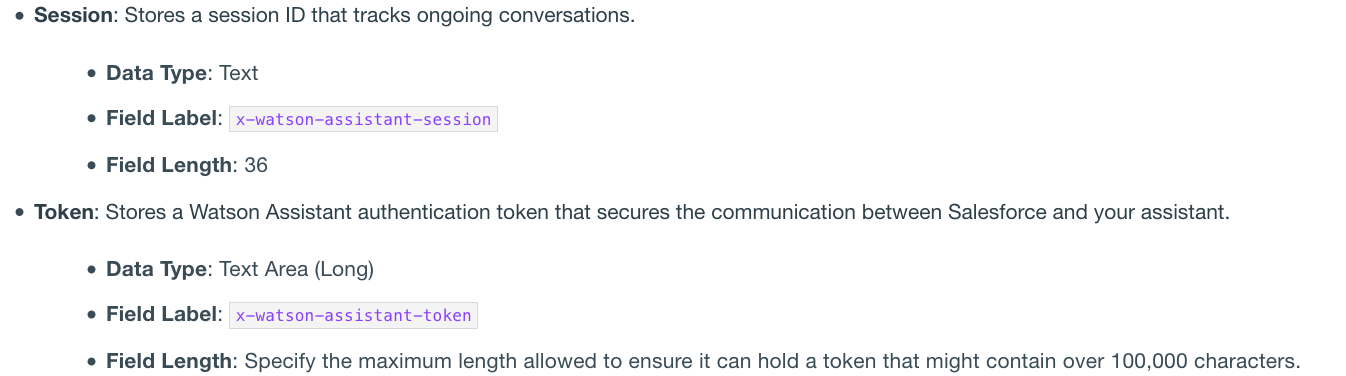 • Session: Stores a session ID that tracks ongoing conversations.
• Data Type: Text
• Field Label: x-watson-assistant-session
• Field Length: 36
• Token: Stores a Watson Assistant authentication token that secures the communication between Salesforce and your assistant.
• Data Type: Text Area (Long)
• Field Label: x-watson-assistant-token
• Field Length: Specify the maximum length allowed to ensure it can hold a token that might contain over 100,000 characters.